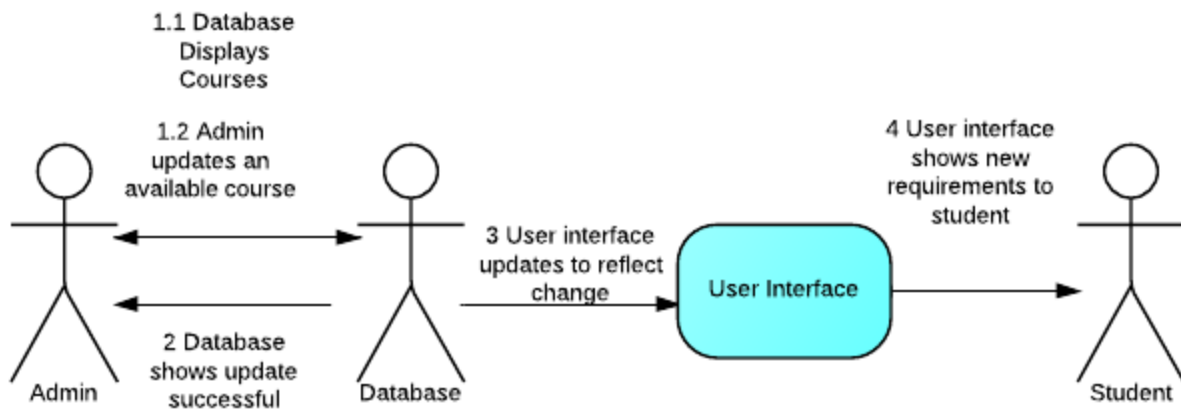 1.1 Database
Displays
Courses
1.2 Admin
updates an
available course
2 Database
shows update
successful
Admin
Database
3 User interface
updates to reflect
change
User Interface
4 User interface
shows new
requirements to
student
Student